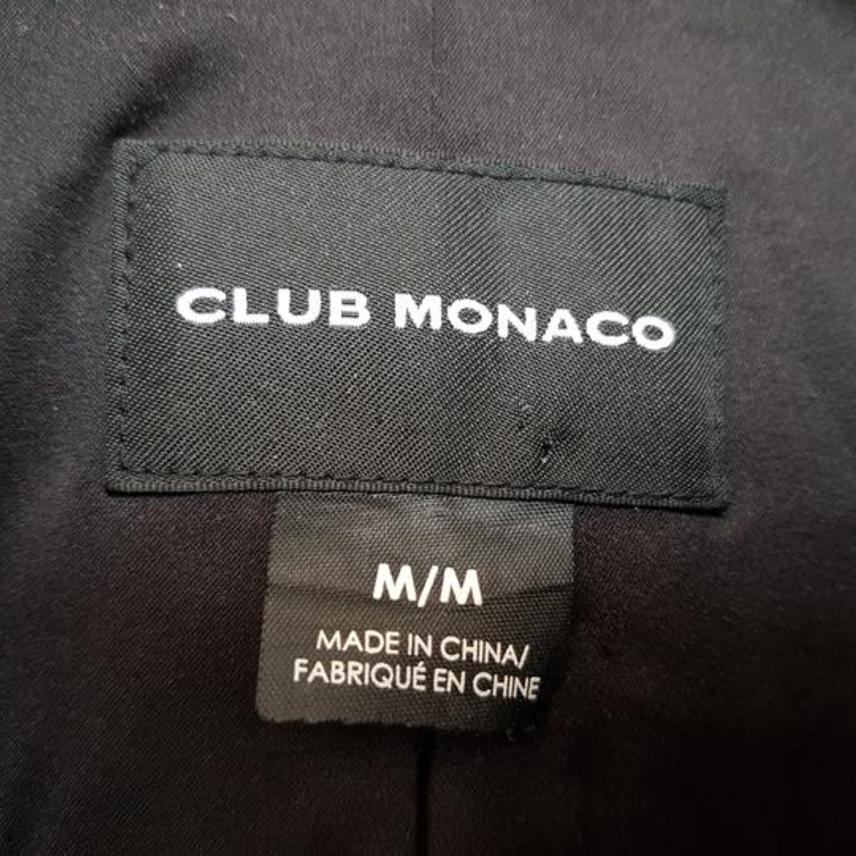 CLUB MONACO
M/M
MADE IN CHINA/
FABRIQUÉ EN CHINE